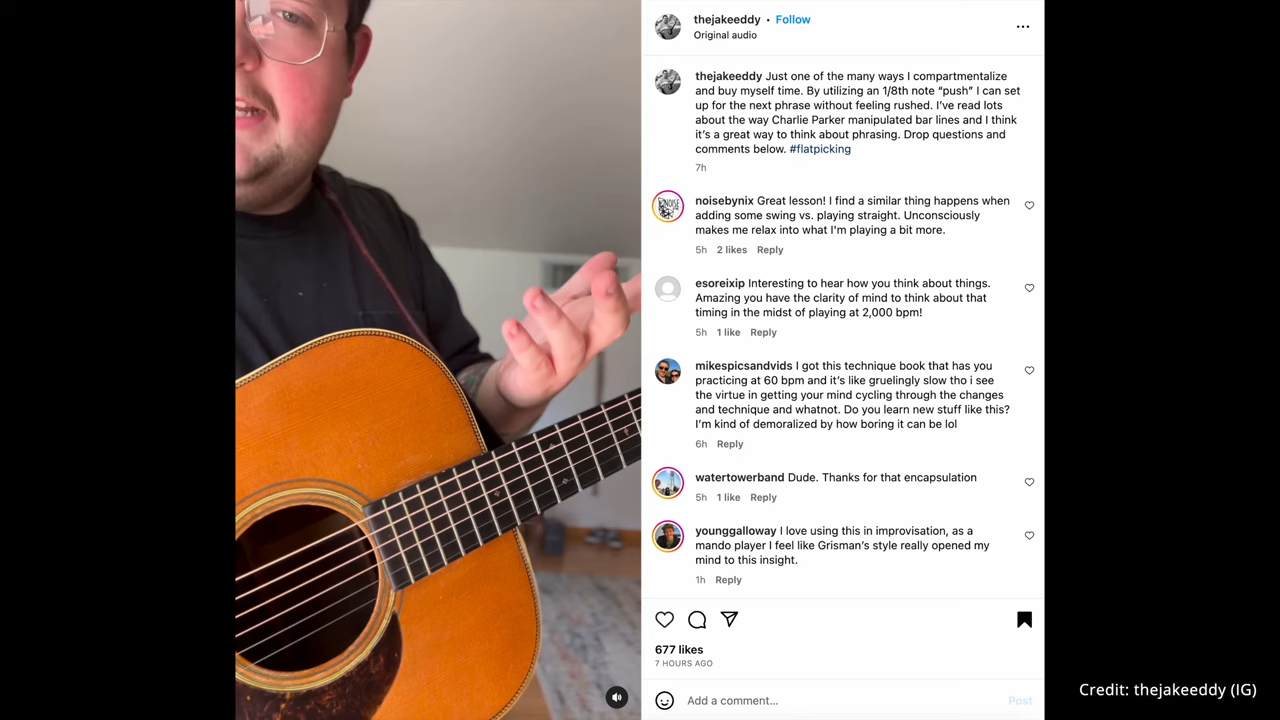 thejakeeddy • Follow
Original audio
thejakeeddy Just one of the many ways I compartmentalize
and buy myself time. By utilizing an 1/8th note “push” I can set
up for the next phrase without feeling rushed. I’ve read lots
about the way Charlie Parker manipulated bar lines and I think
it’s a great way to think about phrasing. Drop questions and
comments below. #flatpicking
7h
noisebynix Great lesson! I find a similar thing happens when
adding some swing vs. playing straight. Unconsciously
makes me relax into what I'm playing a bit more.
5h 2 likes Reply
esoreixip Interesting to hear how you think about things.
Amazing you have the clarity of mind to think about that
timing in the midst of playing at 2,000 bpm!
5h 1 like Reply
mikespicsandvids I got this technique book that has you
practicing at 60 bpm and it’s like gruelingly slow tho i see
the virtue in getting your mind cycling through the changes
and technique and whatnot. Do you learn new stuff like this?
I’m kind of demoralized by how boring it can be lol
6h Reply
watertowerband Dude. Thanks for that encapsulation
5h 1 like Reply
younggalloway I love using this in improvisation, as a
mando player I feel like Grisman’s style really opened my
mind to this insight.
1h Reply
677 likes
7 HOURS AGO
Add a comment...
Post
Credit: thejakeeddy (IG)